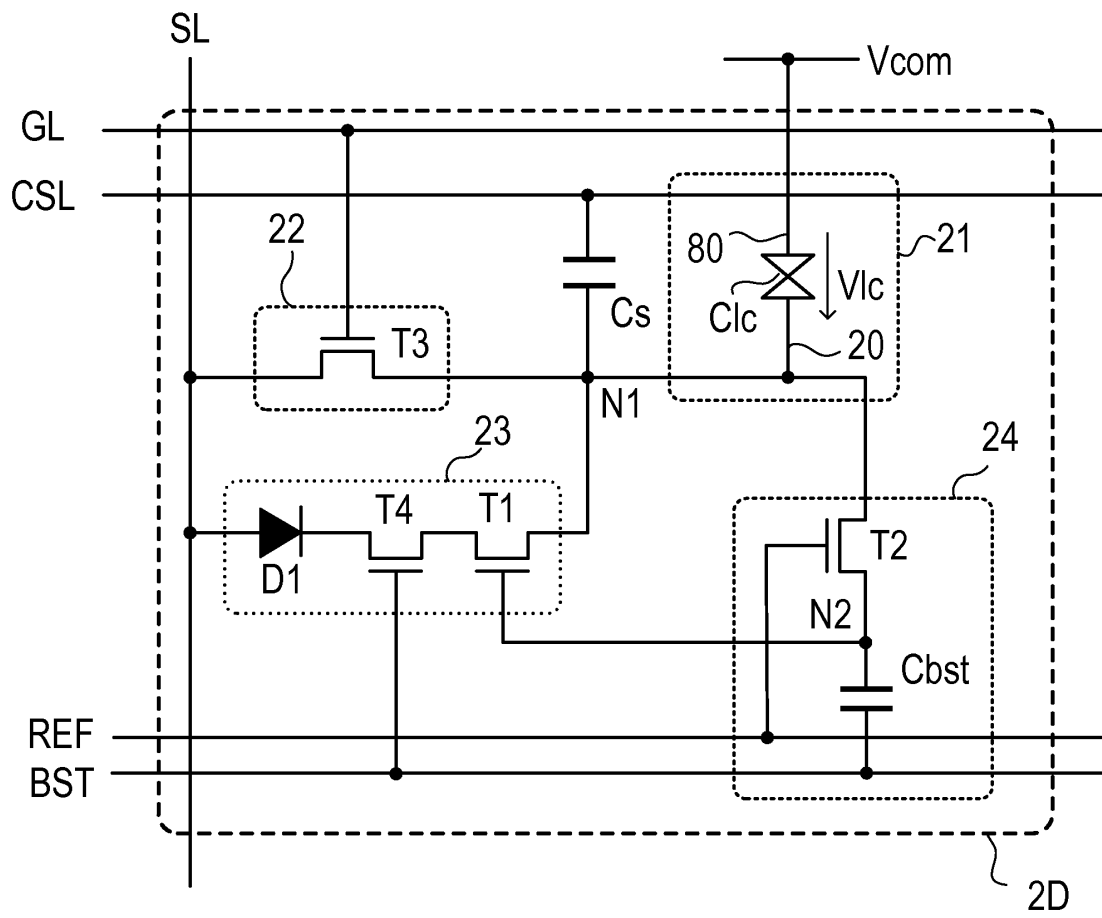 SL
Vcom
GL
CSL
22
80
21
Vlc
Clc
Cs
T3
20
N1
23
24
T4
T1
T2
D1
N2
Cbst
REF
BST
2D